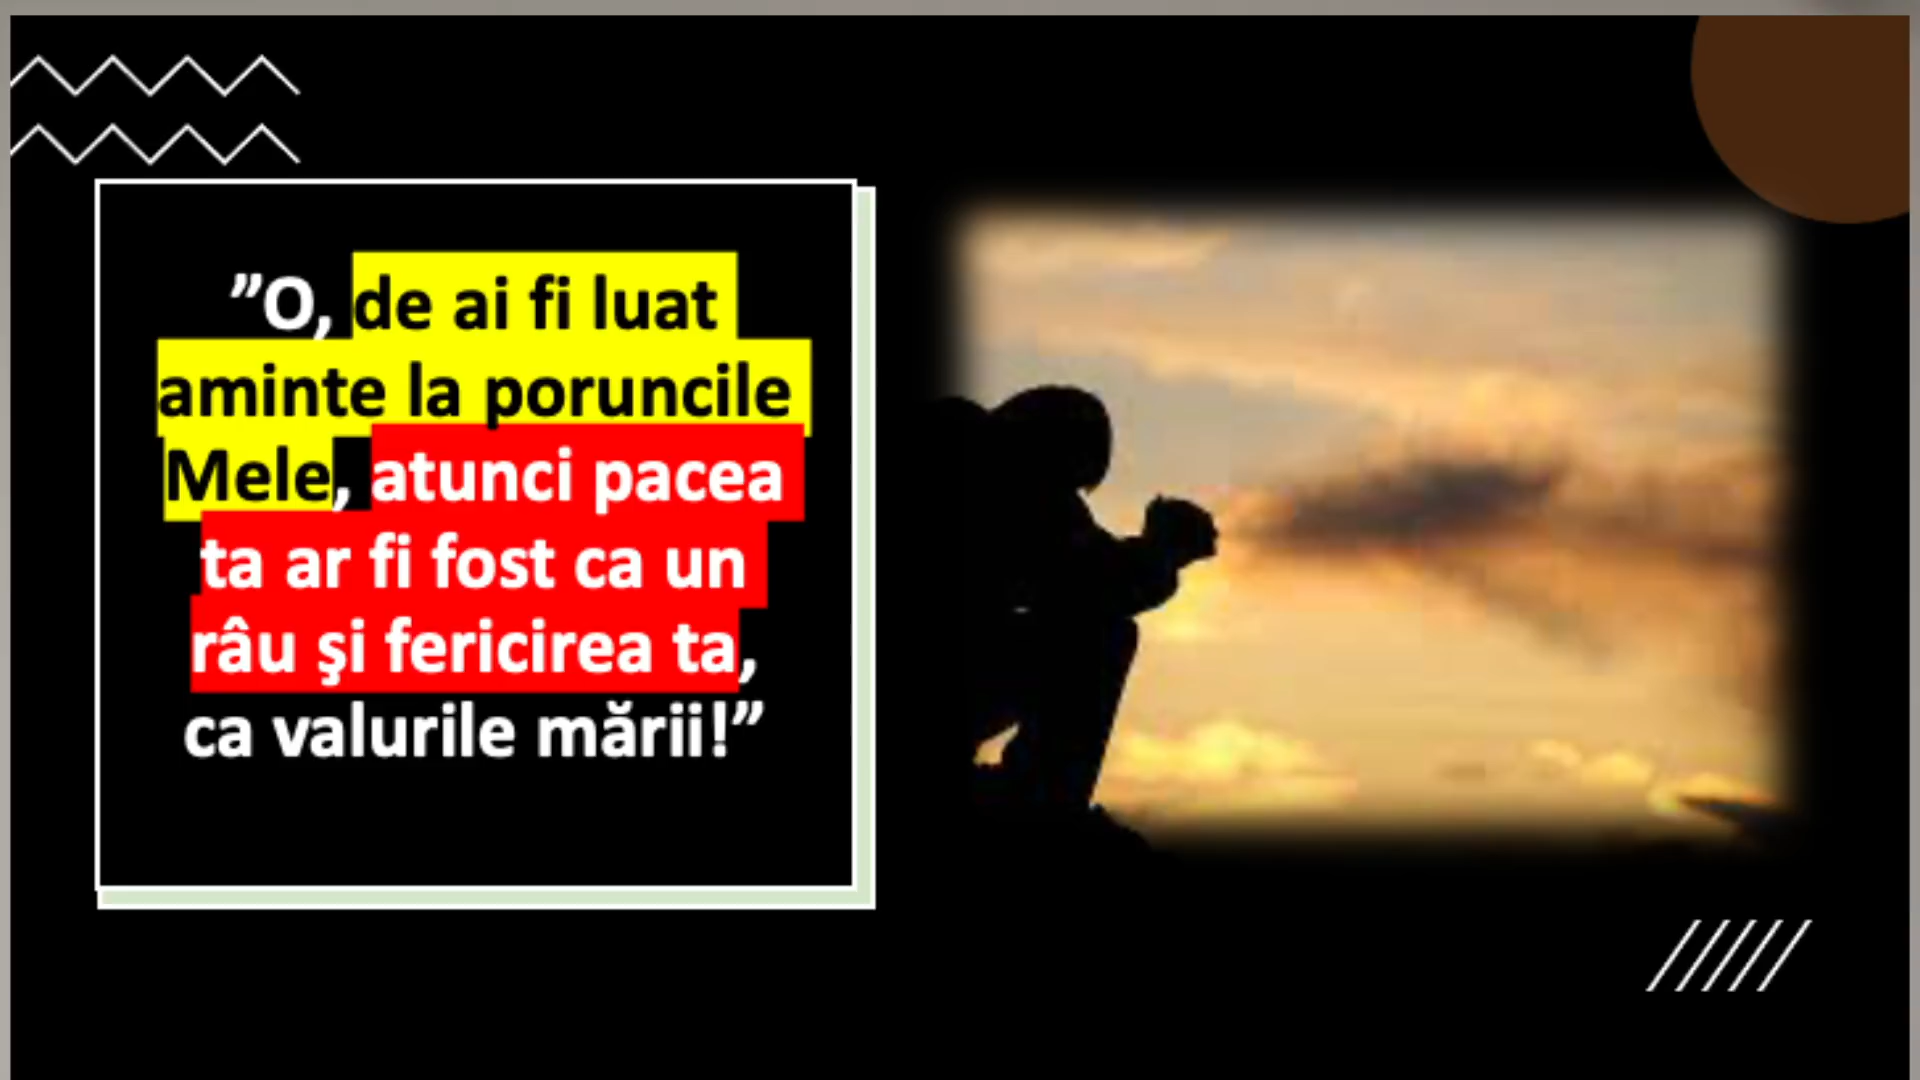 ”O, de ai fi luat
aminte la poruncile
Mele, atunci pacea
ta ar fi fost ca un
râu şi fericirea ta,
ca valurile mării!”